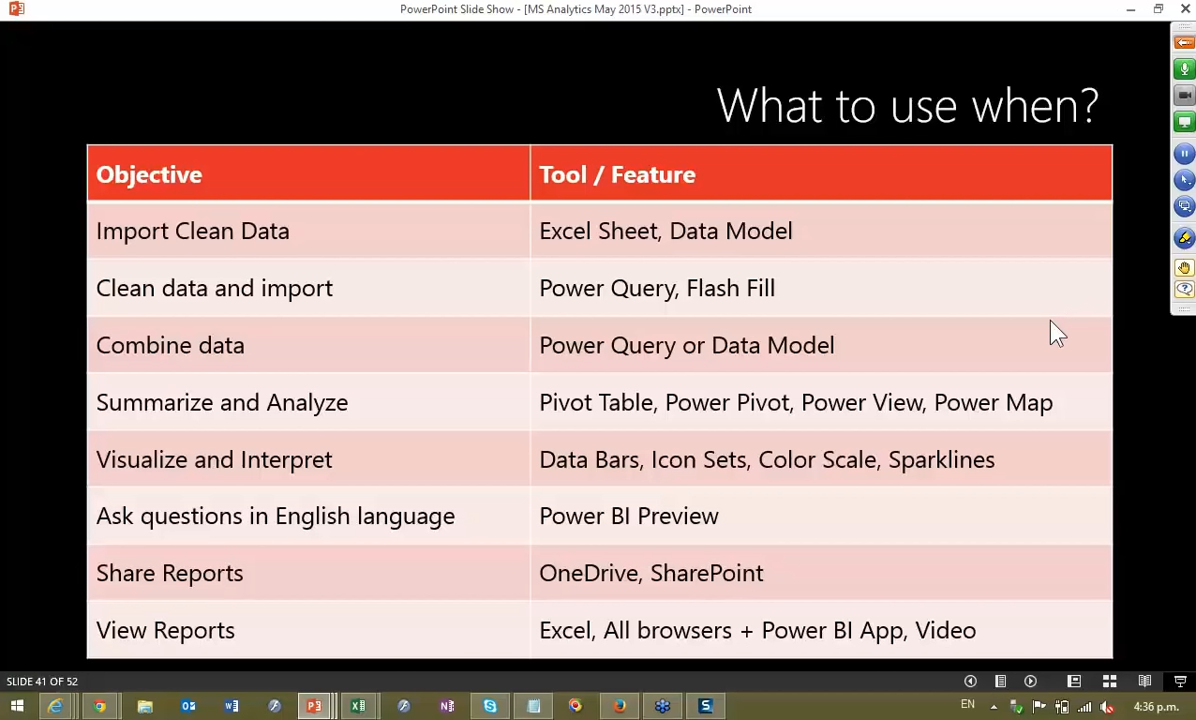 PowerPoint Slide Show - [MS Analytics May 2015 V3.pptx] - PowerPoint
What to use when?
Objective Tool / Feature
Import Clean Data Excel Sheet, Data Model
Clean data and import Power Query, Flash Fill
Combine data Power Query or Data Model
Summarize and Analyze Pivot Table, Power Pivot, Power View, Power Map
Visualize and Interpret Data Bars, Icon Sets, Color Scale, Sparklines
Ask questions in English language Power BI Preview
Share Reports OneDrive, SharePoint
View Reports Excel, All browsers + Power BI App, Video
SLIDE 41 OF 52
EN 4:36 p.m.